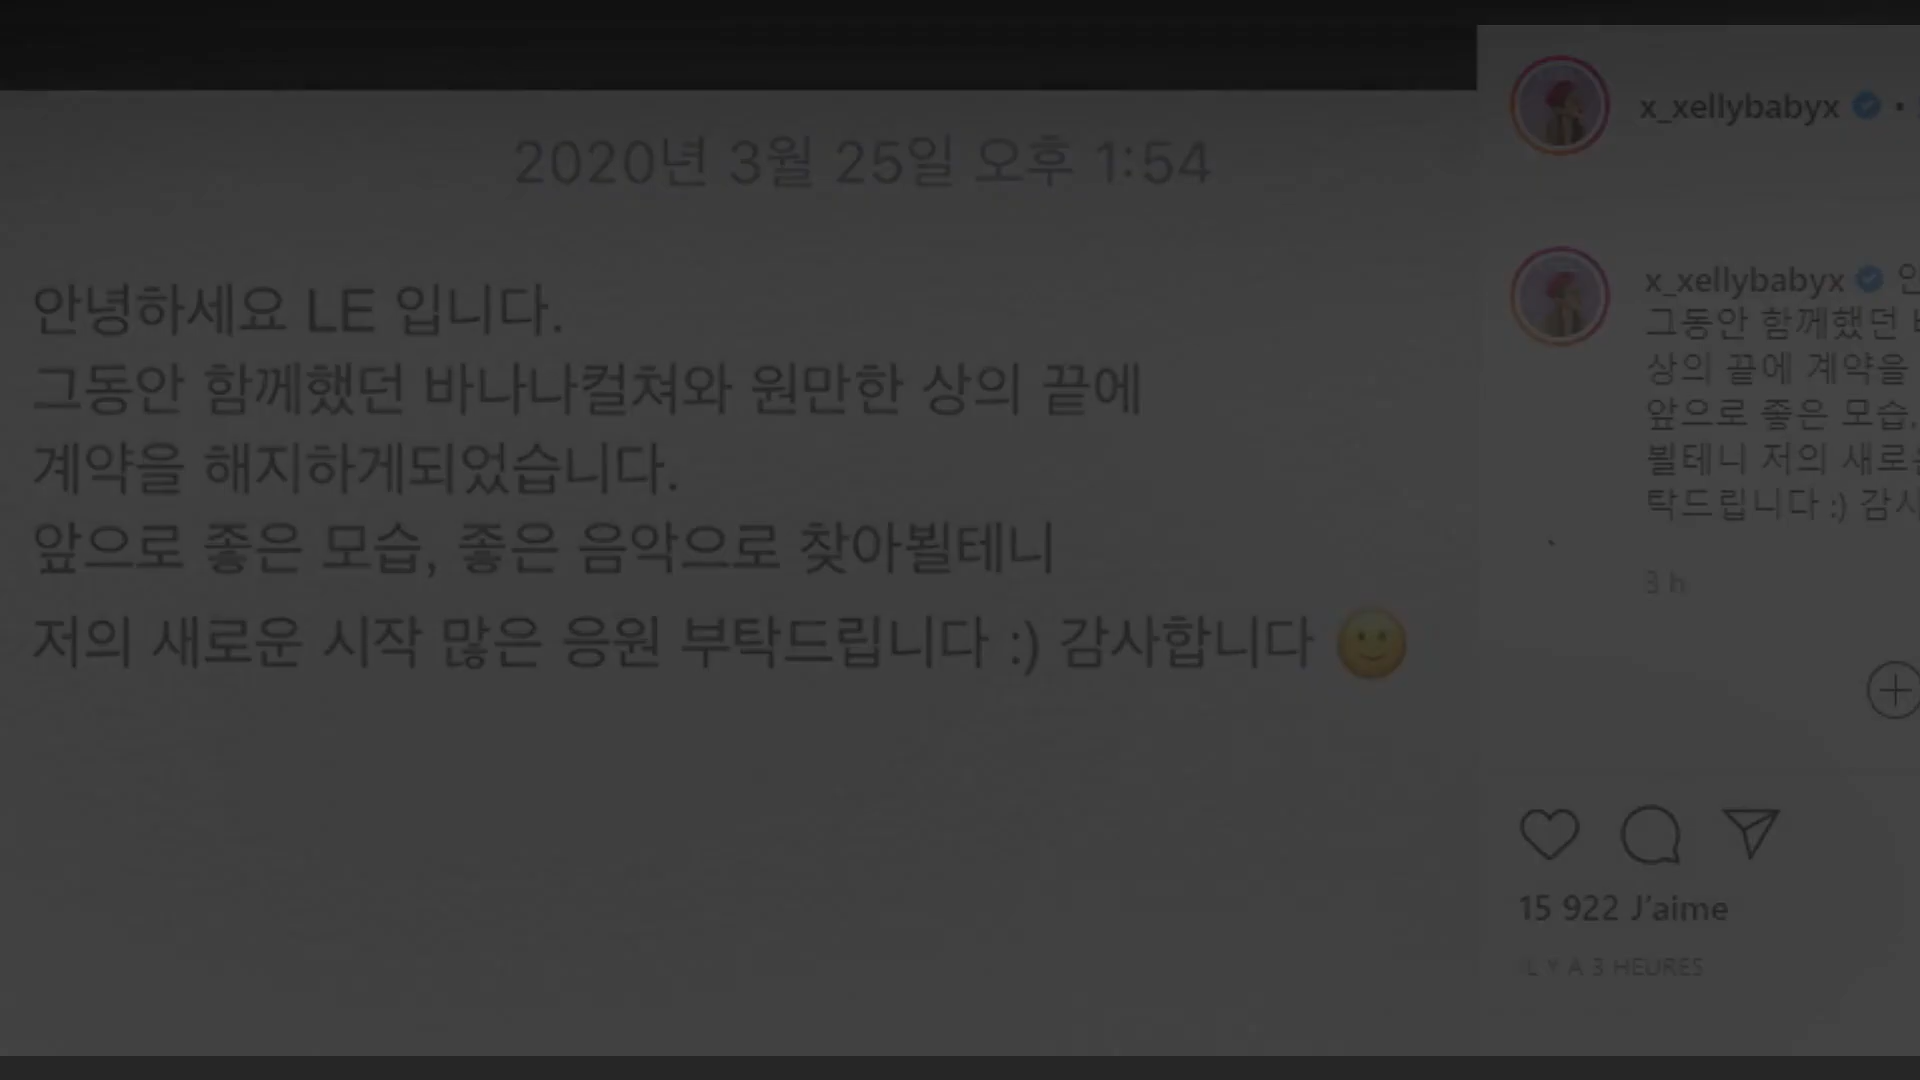 2020년 3월 25일 오후 1:54
안녕하세요 LE 입니다.
그동안 함께했던 바나나컬쳐와 원만한 상의 끝에
계약을 해지하게되었습니다.
앞으로 좋은 모습, 좋은 음악으로 찾아뵐테니
저의 새로운 시작 많은 응원 부탁드립니다 :) 감사합니다 🙂
x_xellybabyx •
x_xellybabyx
그동안 함께했던
상의 끝에 계약을
앞으로 좋은 모습,
뵐테니 저의
탁드립니다 :)
3 h
15 922 J'aime
IL Y A 3 HEURES